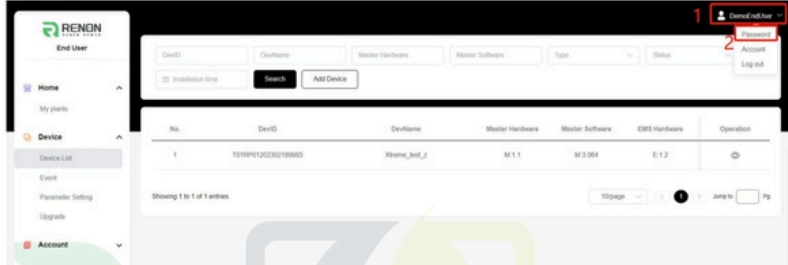 RENON
End User
1
DemoEndUser
Password
2
Account
Log out
DevID
DevName
Master Hardware
Master Software
Type
Status
Installation time
Search
Add Device
Home
My plants
Device
Device List
Event
Parameter Setting
Upgrade
Account
No. DevID DevName Master Hardware Master Software EMS Hardware Operation
1 Xtreme_test_z M:1.1 M:3.064 E:1.2
Showing 1 to 1 of 1 entries
10/page
1
Jump to
Pg